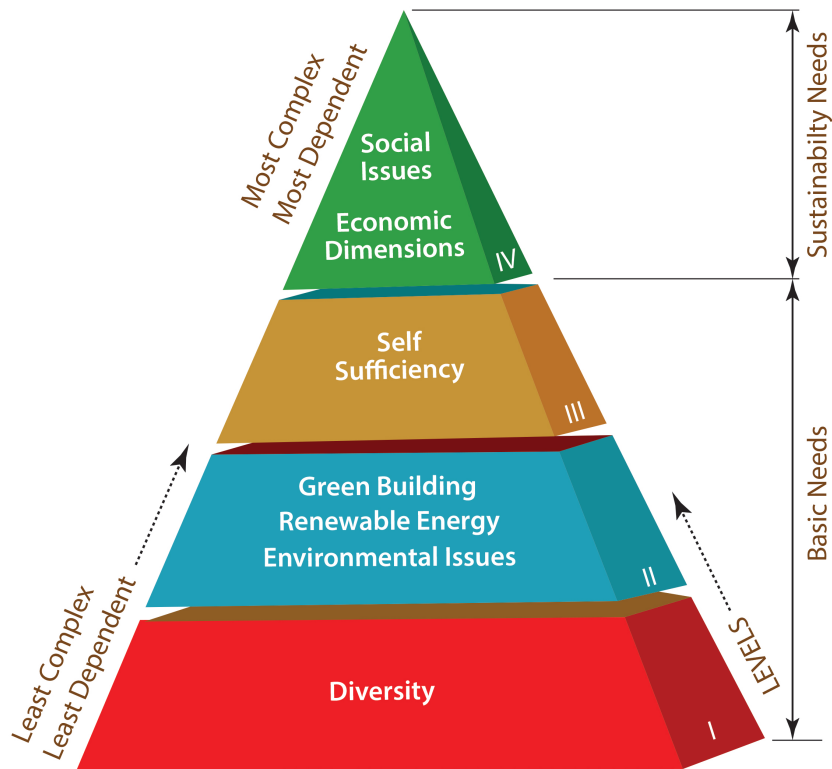 Most Complex
Most Dependent
Social
Issues
Economic
Dimensions
IV
Sustainabilty Needs
Self
Sufficiency
III
Green Building
Renewable Energy
Environmental Issues
II
Basic Needs
Least Complex
Least Dependent
LEVELS
Diversity
I